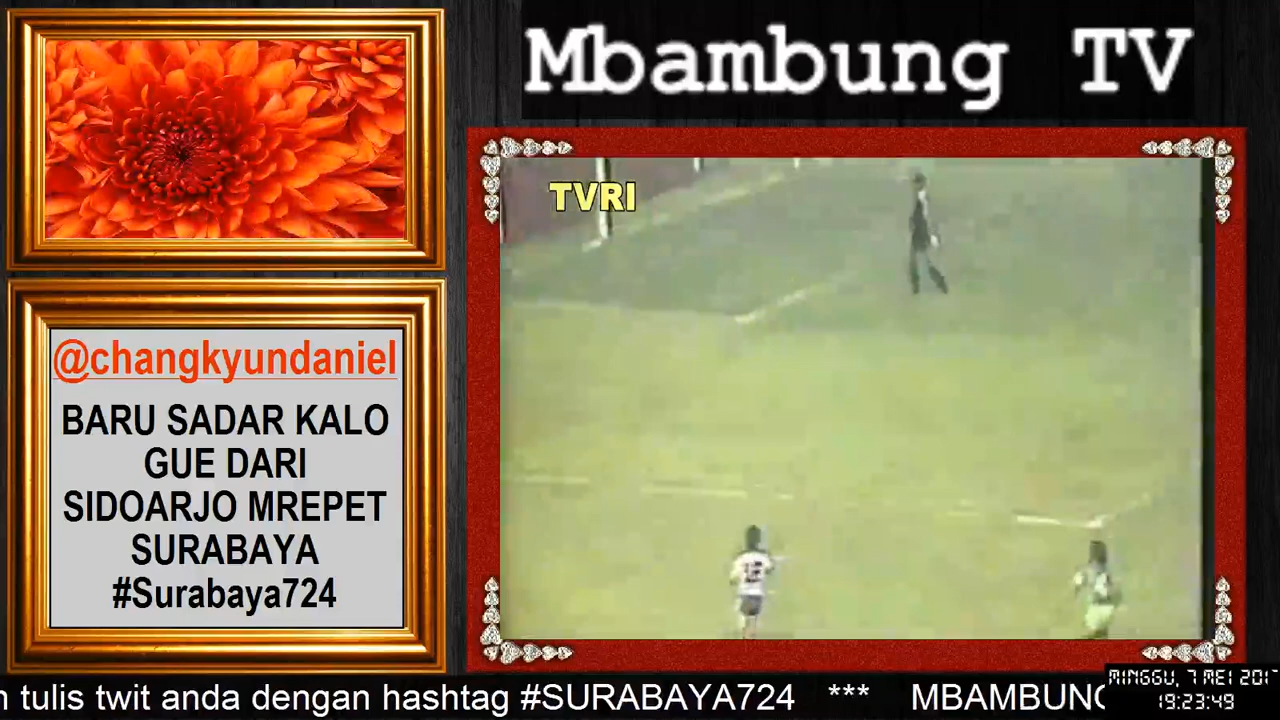 Mbambung TV
TVRI
@changkyundaniel
BARU SADAR KALO
GUE DARI
SIDOARJO MREPET
SURABAYA
#Surabaya724
tulis twit anda dengan hashtag #SURABAYA724 *** MBAMBUNG
MINGGU, 7 MEI 201
19:23:49